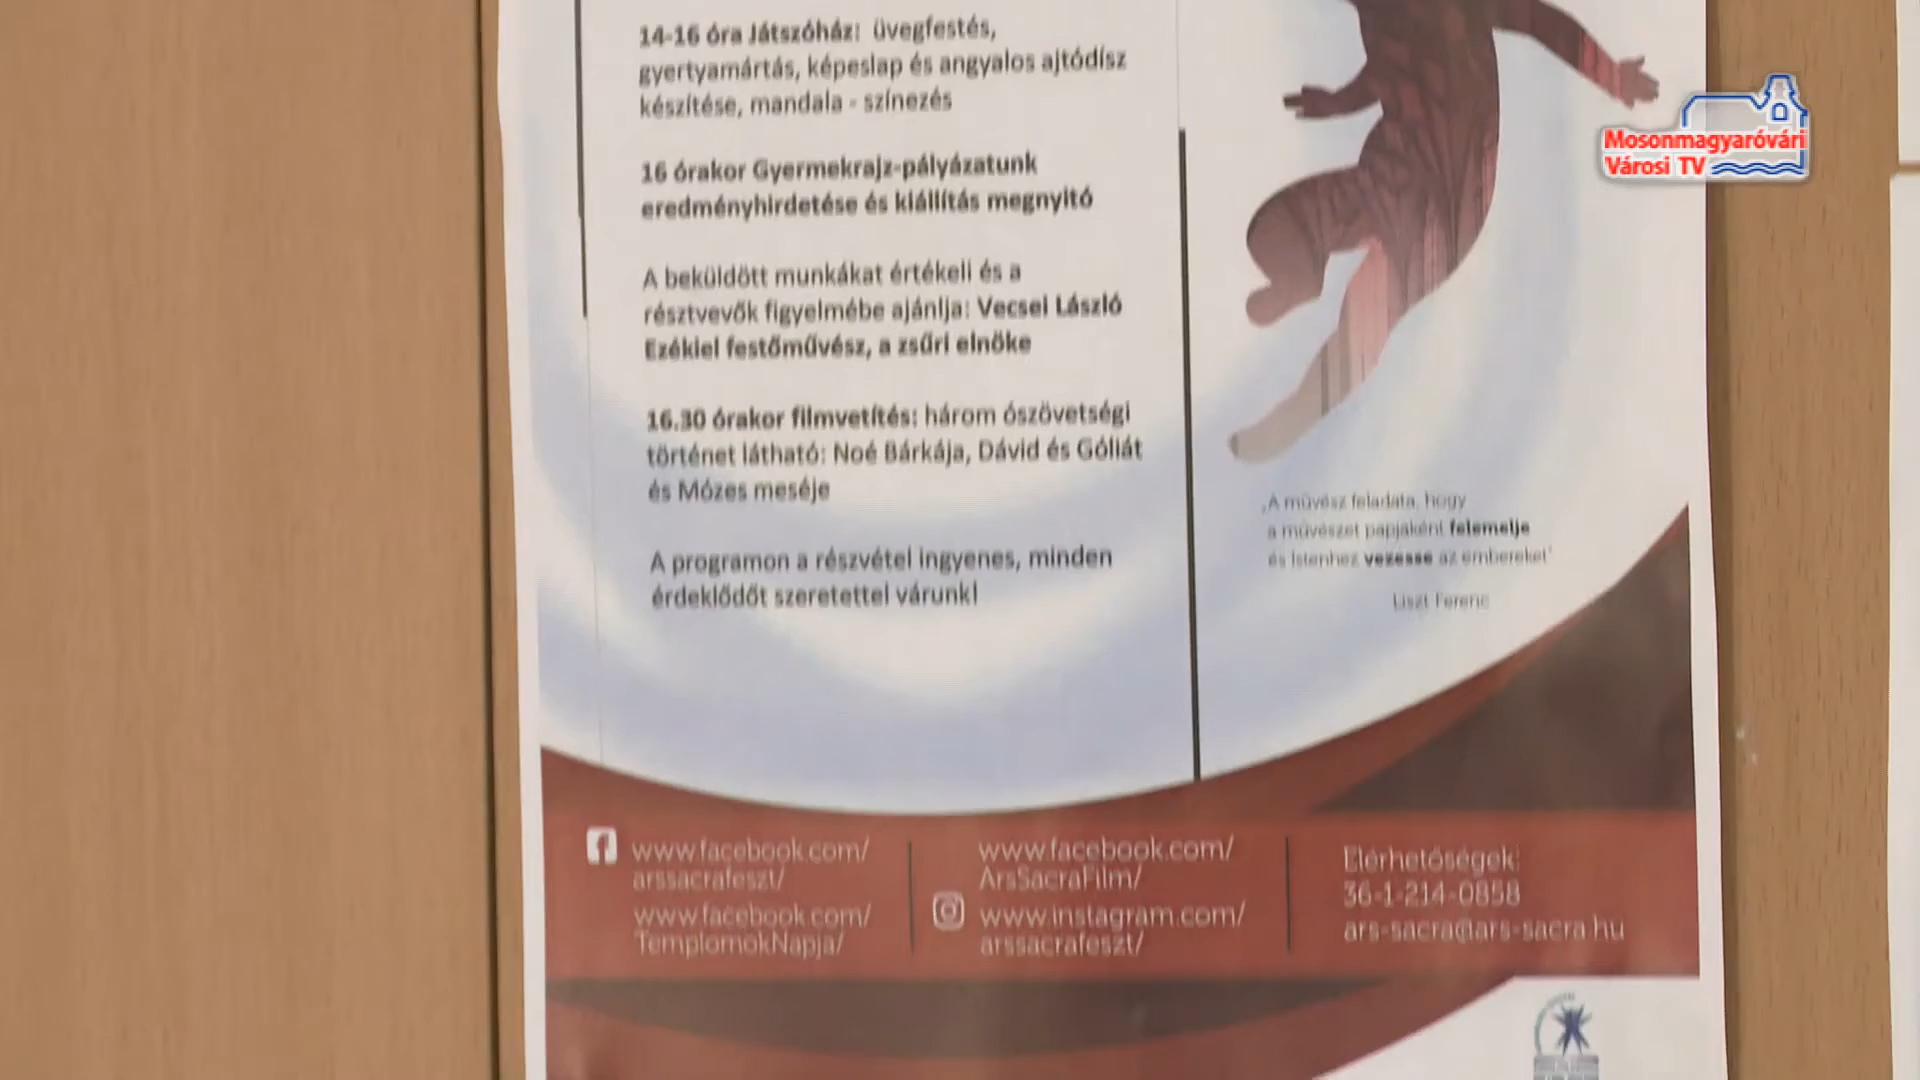 14-16 óra Játszóház: üvegfestés,
gyertyamártás, képeslap és angyalos ajtódísz
készítése, mandala - színezés
16 órakor Gyermekrajz-pályázatunk
eredményhirdetése és kiállítás megnyitó
A beküldött munkákat értékeli és a
résztvevők figyelmébe ajánlja: Vecsei László
Ezékiel festőművész, a zsűri elnöke
16.30 órakor filmvetítés: három ószövetségi
történet látható: Noé Bárkája, Dávid és Góliát
és Mózes meséje
A programon a részvétel ingyenes, minden
érdeklődőt szeretettel várunk!
„A művész feladata, hogy
a művészet papjaként felemelje
és Istenhez vezesse az embereket"
Liszt Ferenc
www.facebook.com/
arssacrafeszt/
www.facebook.com/
TemplomokNapja/
www.facebook.com/
ArsSacraFilm/
www.instagram.com/
arssacrafeszt/
Elérhetőségek:
36-1-214-0858
ars-sacra@ars-sacra.hu
Mosonmagyaróvári
Városi TV